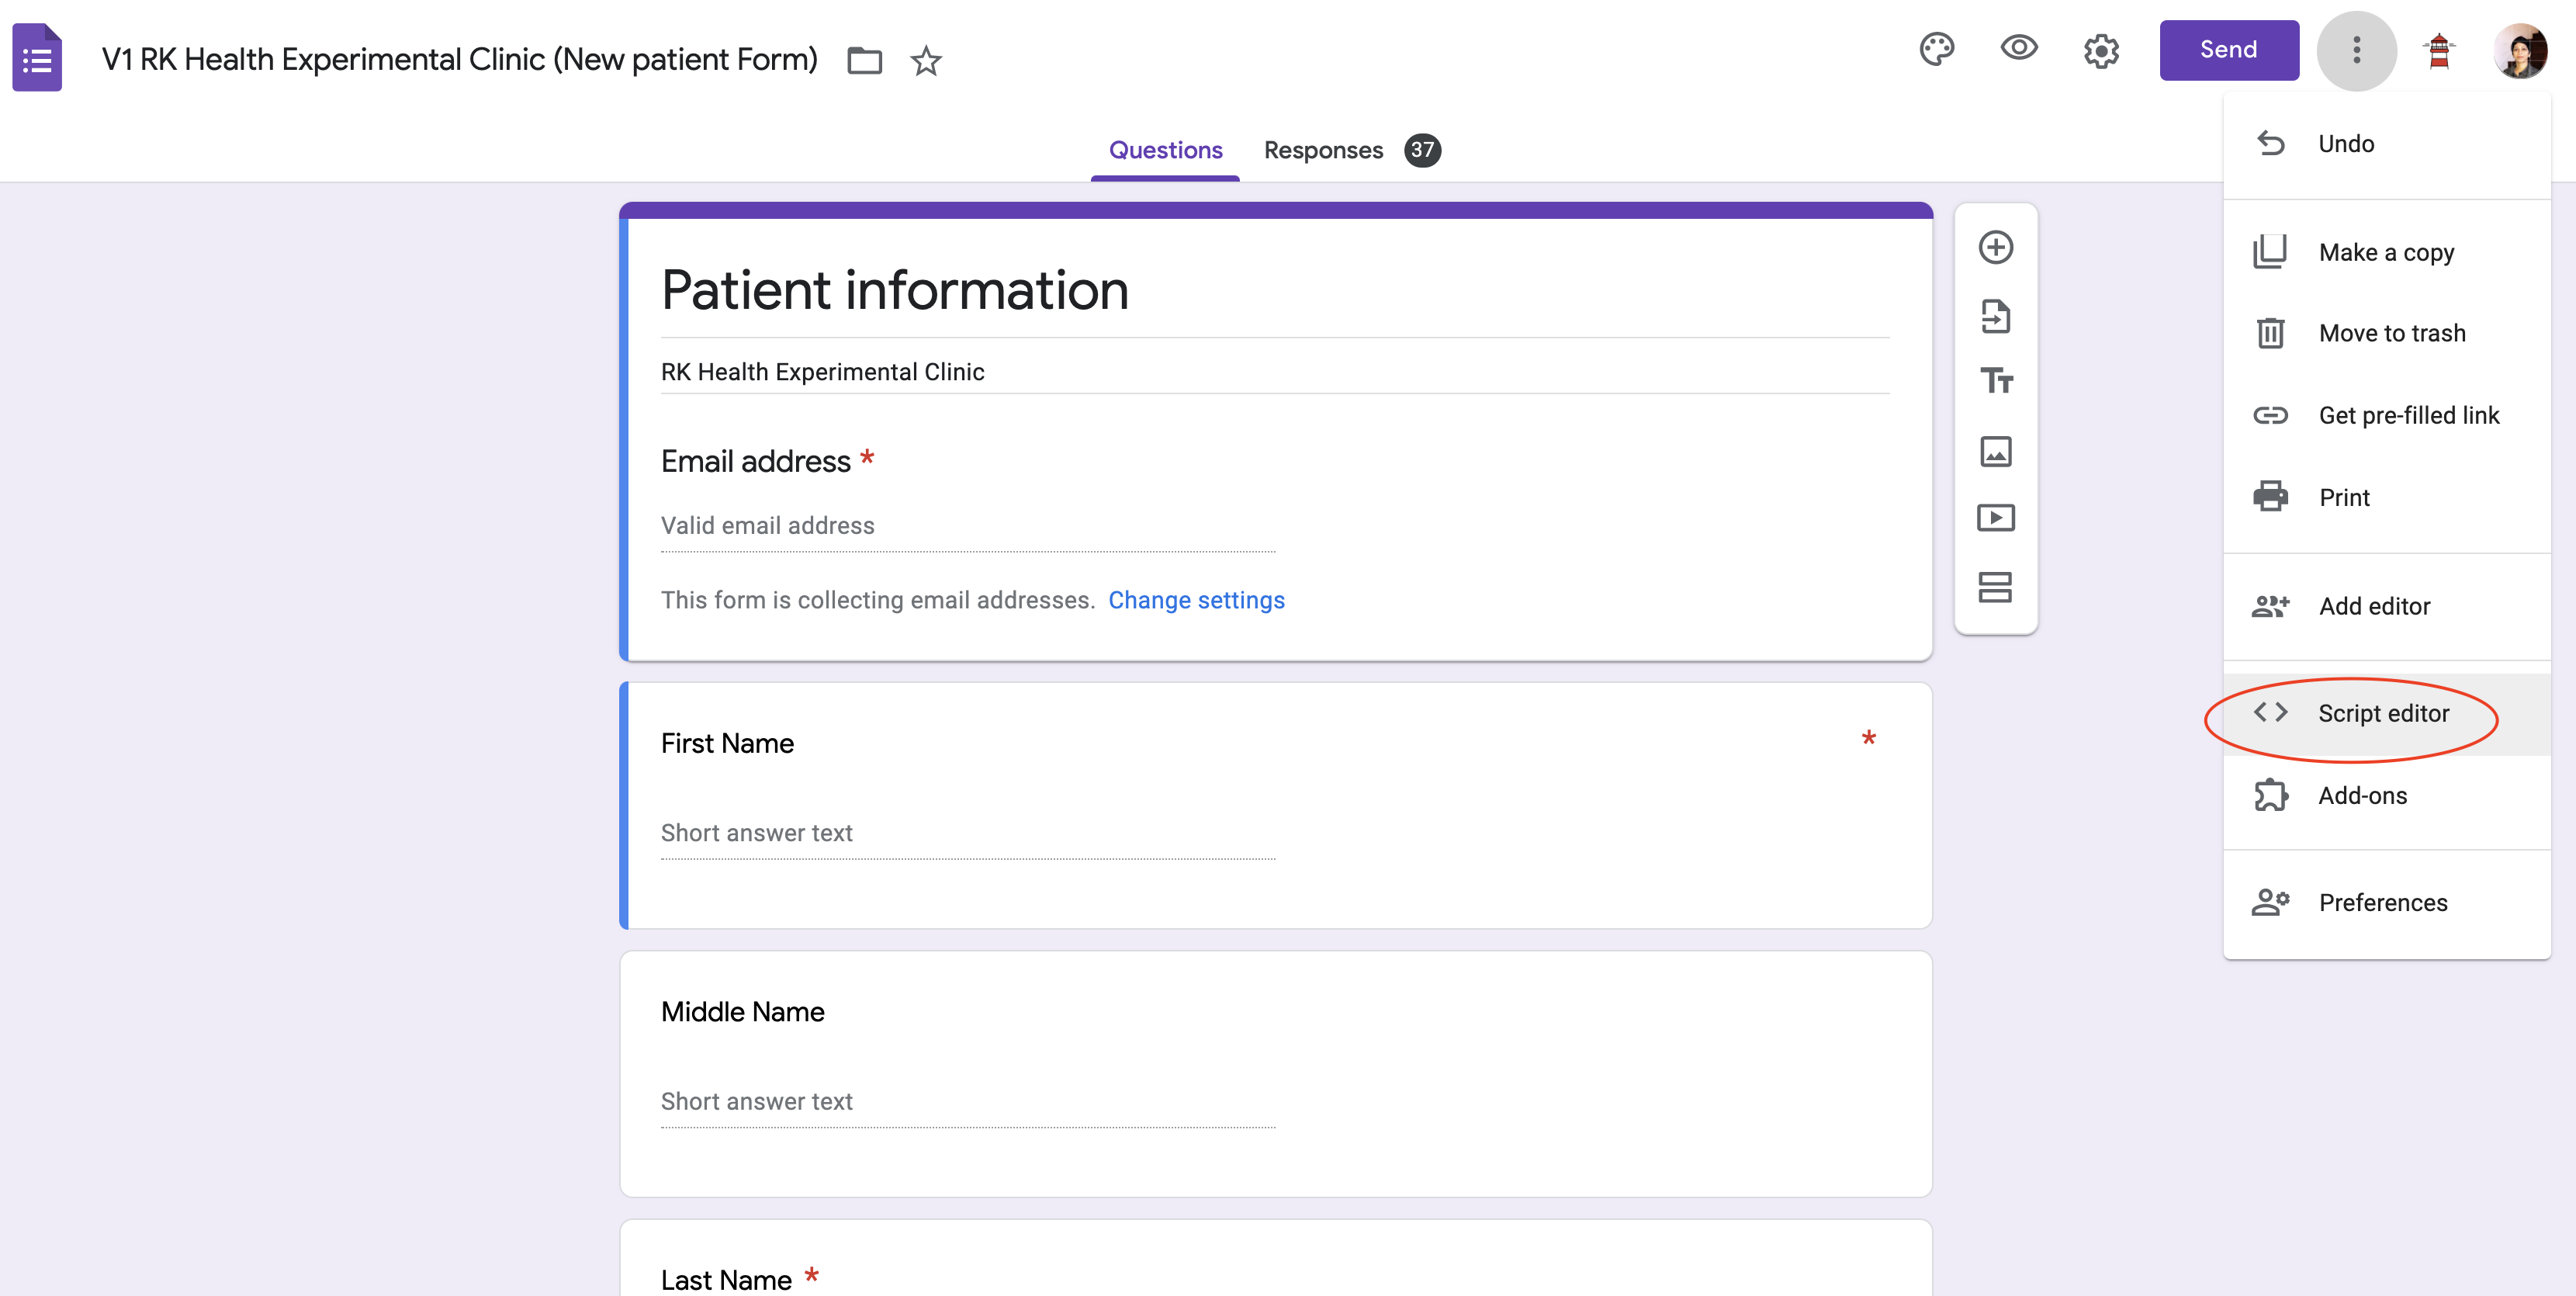 V1 RK Health Experimental Clinic (New patient Form)
Send
Questions
Responses 37
Patient information
RK Health Experimental Clinic
Email address *
Valid email address
This form is collecting email addresses. Change settings
First Name *
Short answer text
Middle Name
Short answer text
Last Name *
Undo
Make a copy
Move to trash
Get pre-filled link
Print
Add editor
Script editor
Add-ons
Preferences